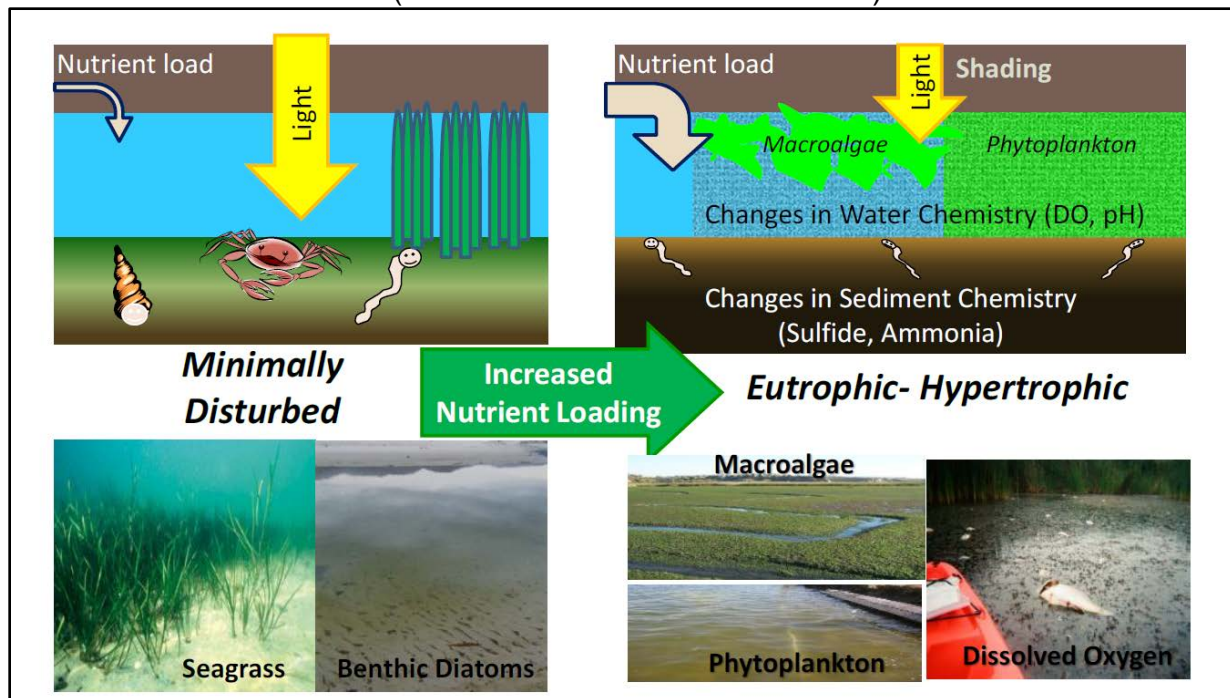 Nutrient load
Light
Nutrient load
Light
Shading
Macroalgae
Phytoplankton
Changes in Water Chemistry (DO, pH)
Changes in Sediment Chemistry
(Sulfide, Ammonia)
Minimally
Disturbed
Increased
Nutrient Loading
Eutrophic- Hypertrophic
Seagrass
Benthic Diatoms
Macroalgae
Phytoplankton
Dissolved Oxygen